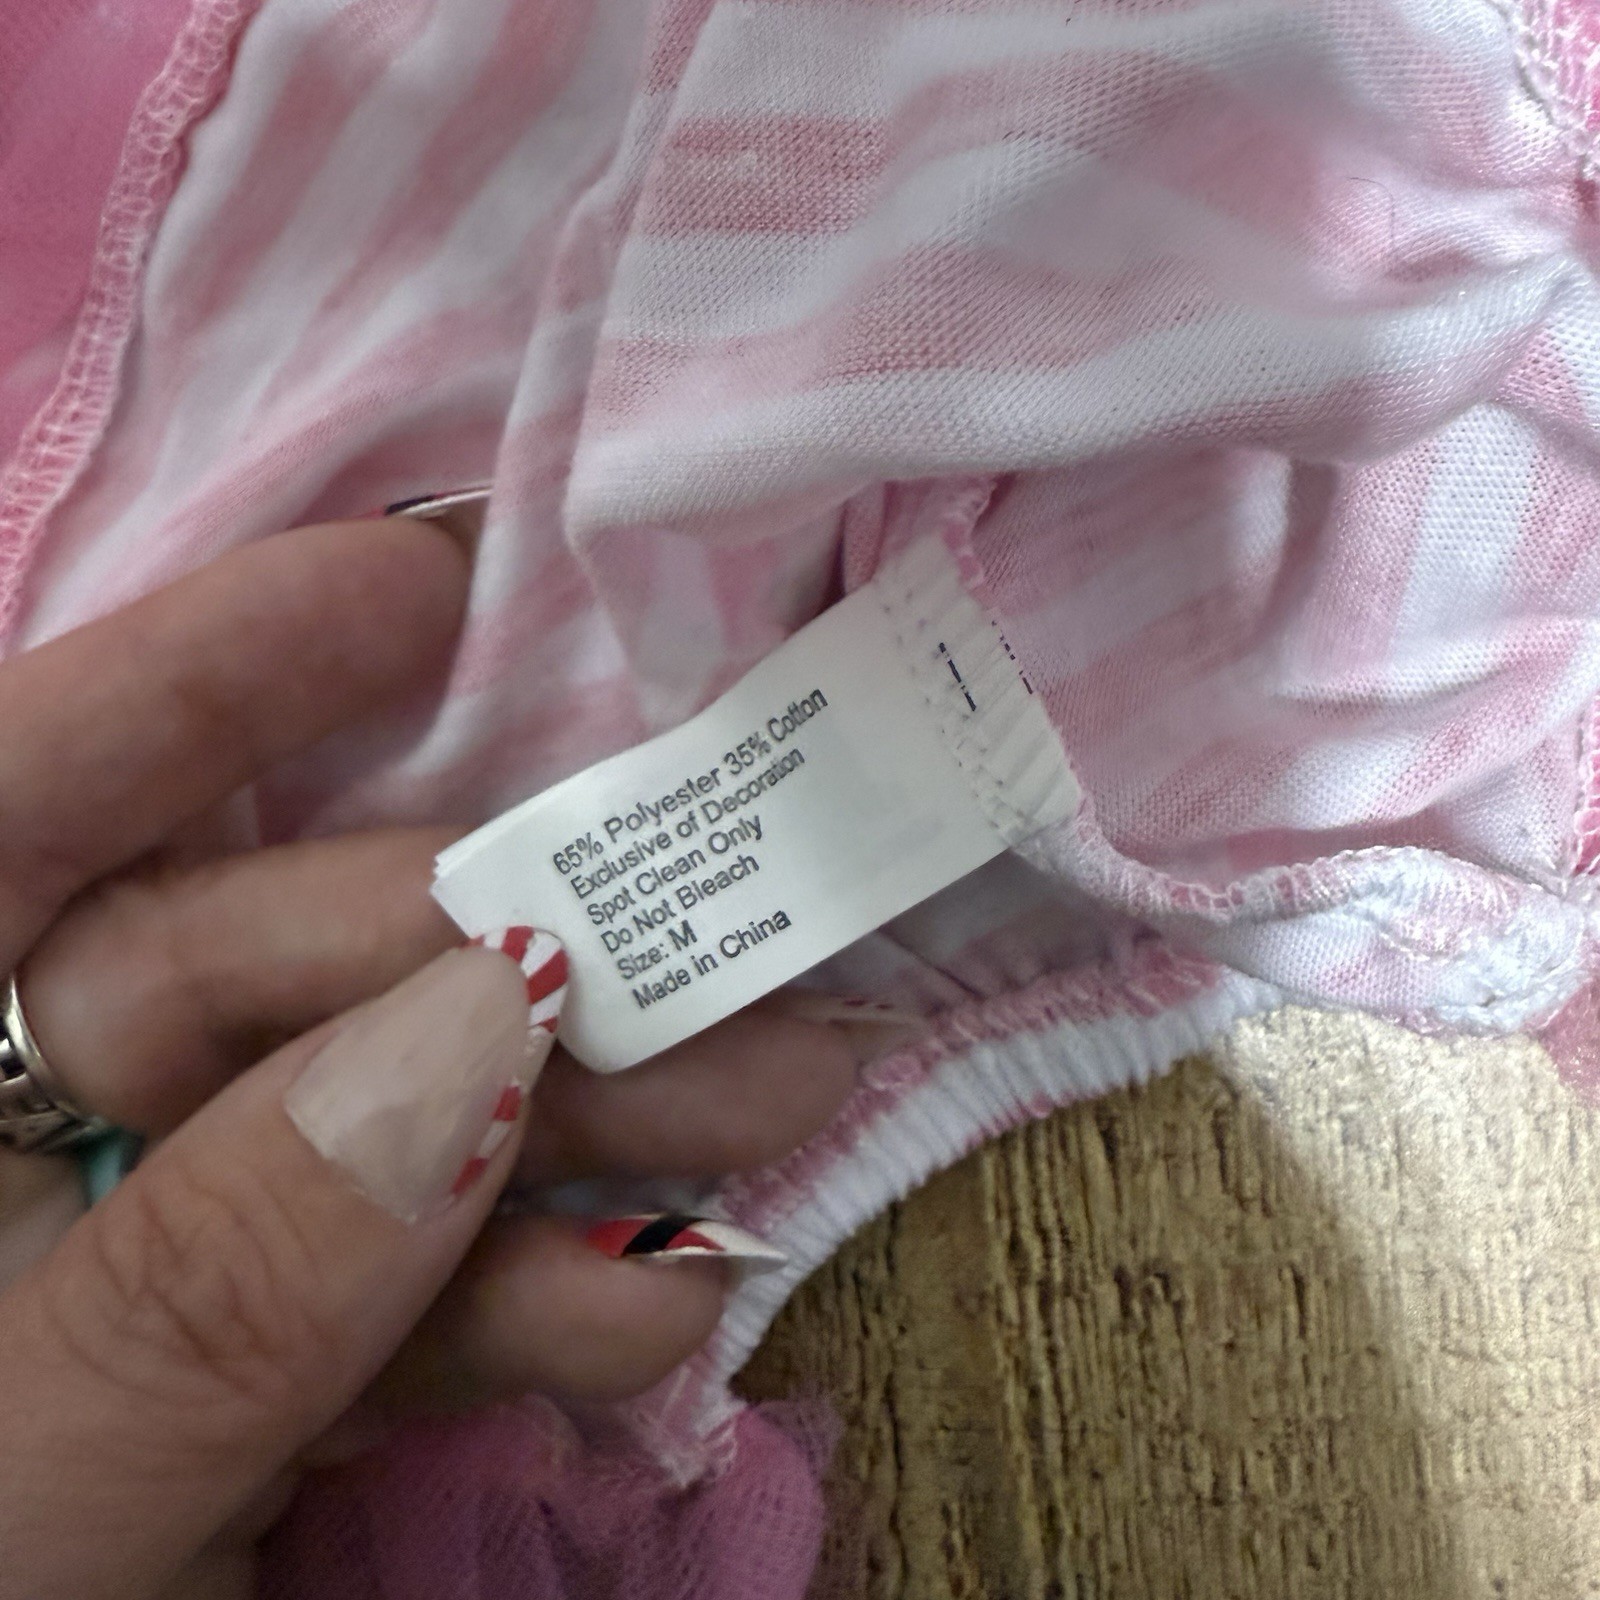 65% Polyester 35% Cotton
Exclusive of Decoration
Spot Clean Only
Do Not Bleach
Size: M
Made in China